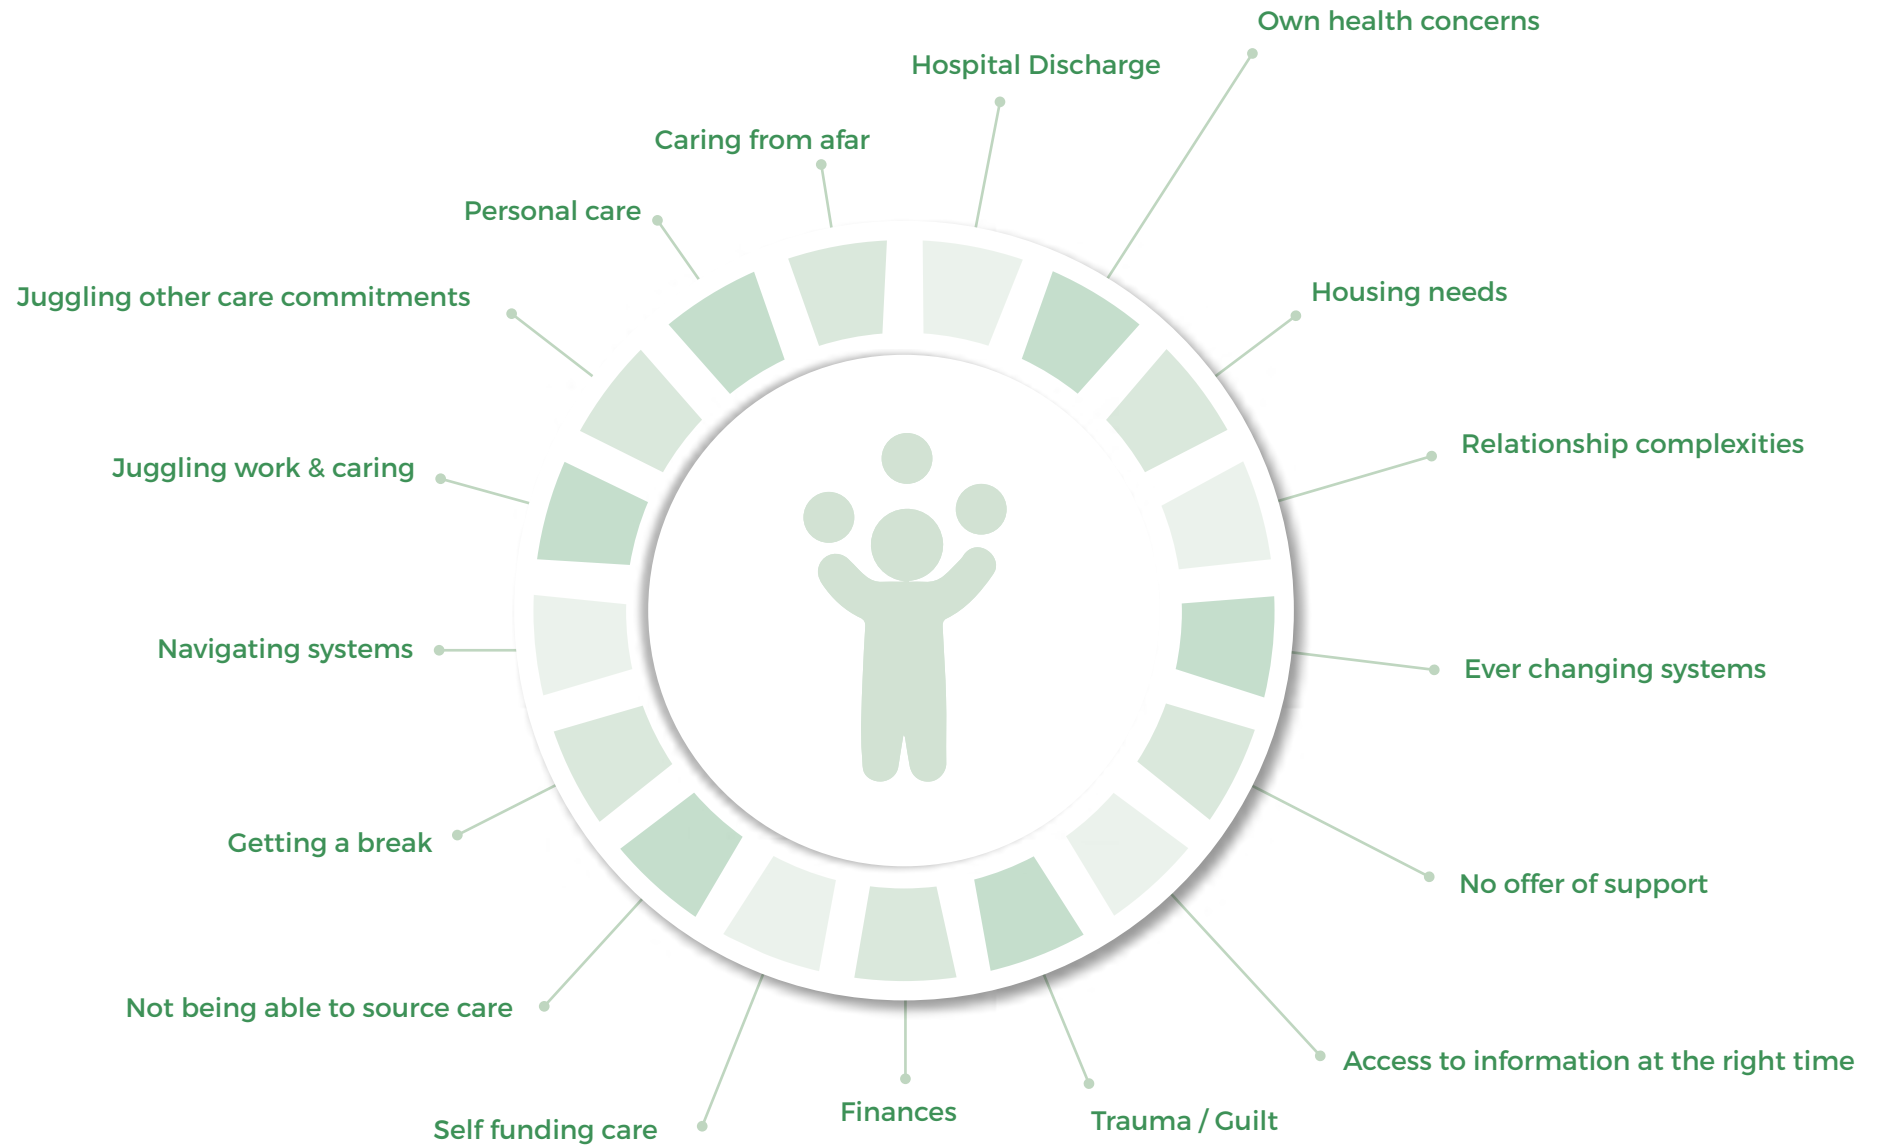 Own health concerns
Hospital Discharge
Caring from afar
Personal care
Housing needs
Juggling other care commitments
Relationship complexities
Juggling work & caring
Navigating systems
Ever changing systems
Getting a break
No offer of support
Not being able to source care
Access to information at the right time
Finances
Trauma / Guilt
Self funding care